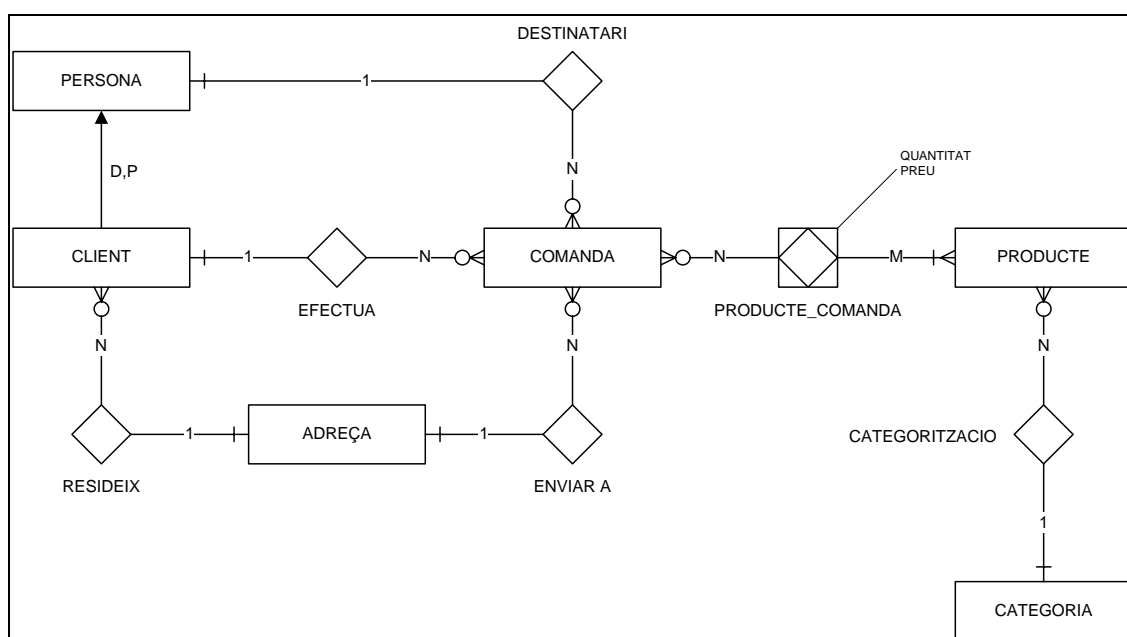 DESTINATARI
PERSONA
1
D,P
N
QUANTITAT
PREU
CLIENT
1
N
COMANDA
N
M
PRODUCTE
EFECTUA
PRODUCTE_COMANDA
N
N
N
1
ADREÇA
1
CATEGORITZACIO
RESIDEIX
ENVIAR A
1
CATEGORIA